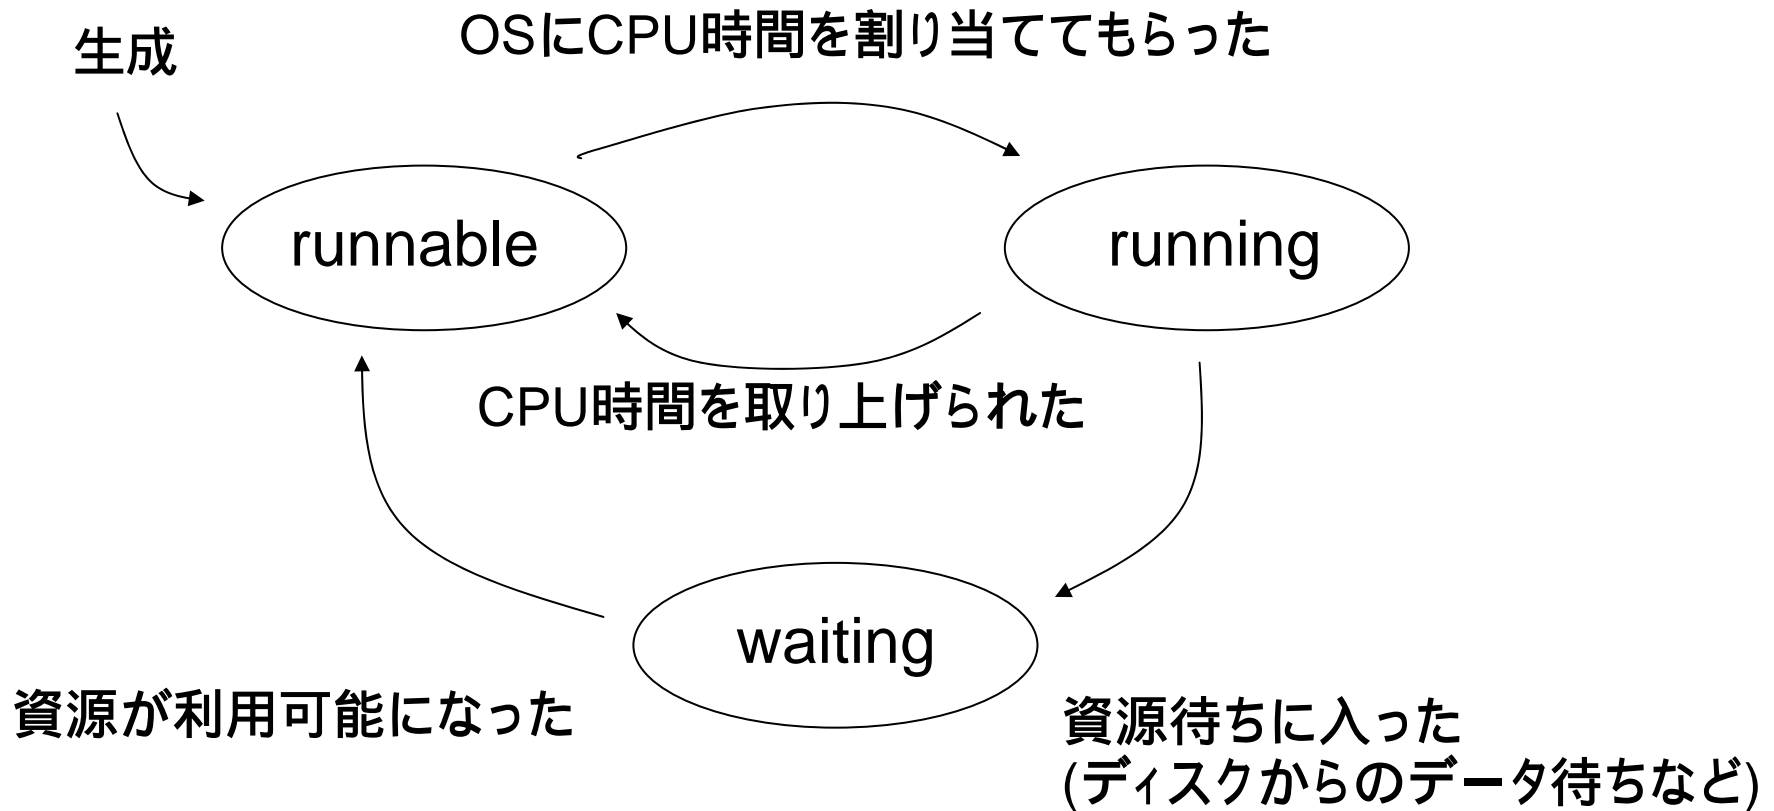 生成
OSにCPU時間を割り当ててもらった
runnable
running
CPU時間を取り上げられた
waiting
資源が利用可能になった
資源待ちに入った
(ディスクからのデータ待ちなど)